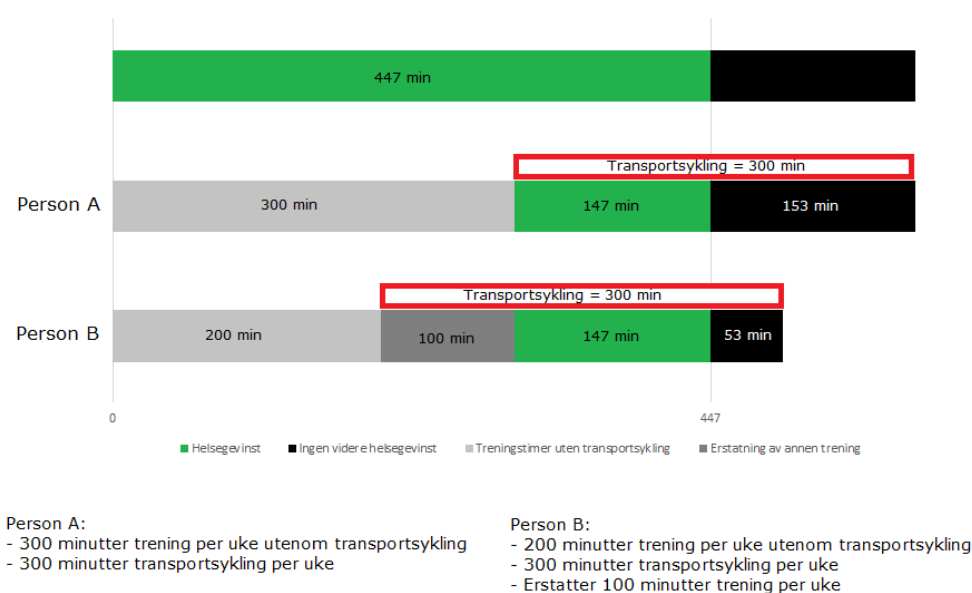 447 min
Transportsykling = 300 min
Person A
300 min
147 min
153 min
Transportsykling = 300 min
Person B
200 min
100 min
147 min
53 min
0
447
Helsegevinst
Ingen videre helsegevinst
Treningstimer uten transportsykling
Erstatning av annen trening
Person A:
- 300 minutter trening per uke utenom transportsykling
- 300 minutter transportsykling per uke
Person B:
- 200 minutter trening per uke utenom transportsykling
- 300 minutter transportsykling per uke
- Erstatter 100 minutter trening per uke